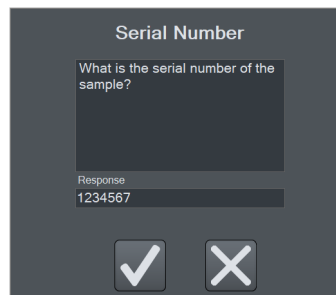 Serial Number
What is the serial number of the
sample?
Response
1234567